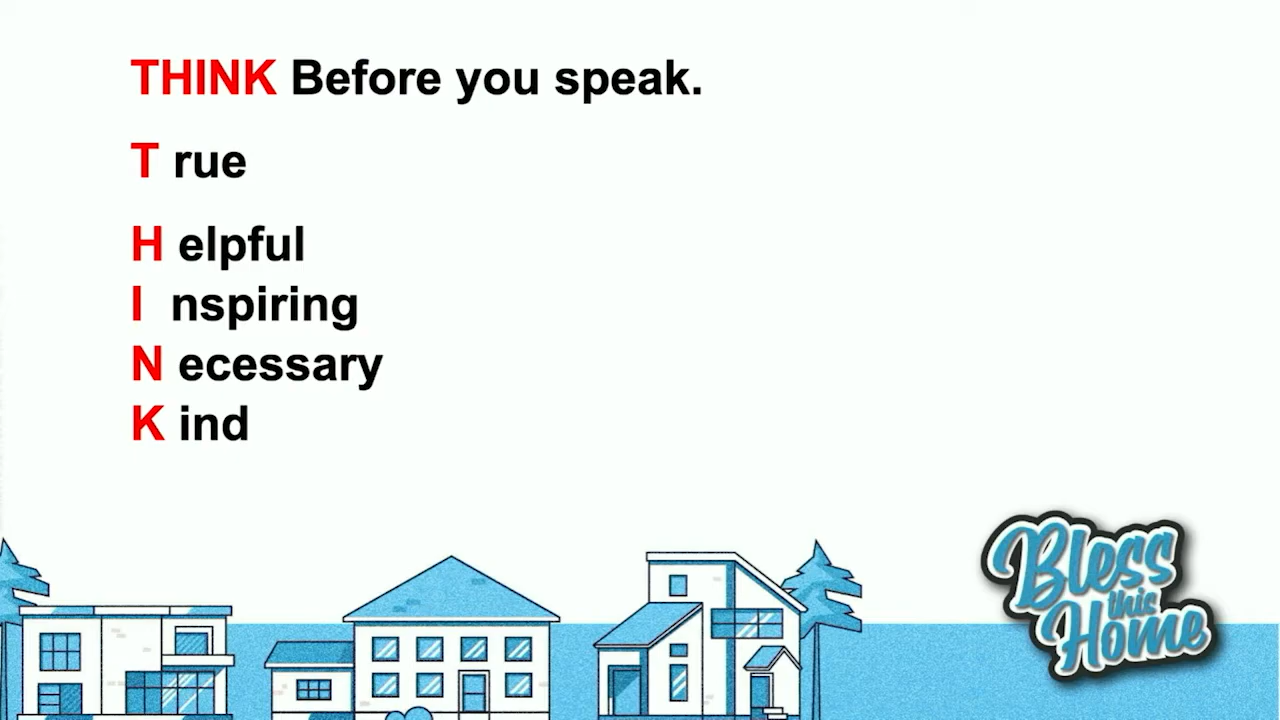 THINK Before you speak.
T rue
H elpful
I nspiring
N ecessary
K ind
Bless
this
Home